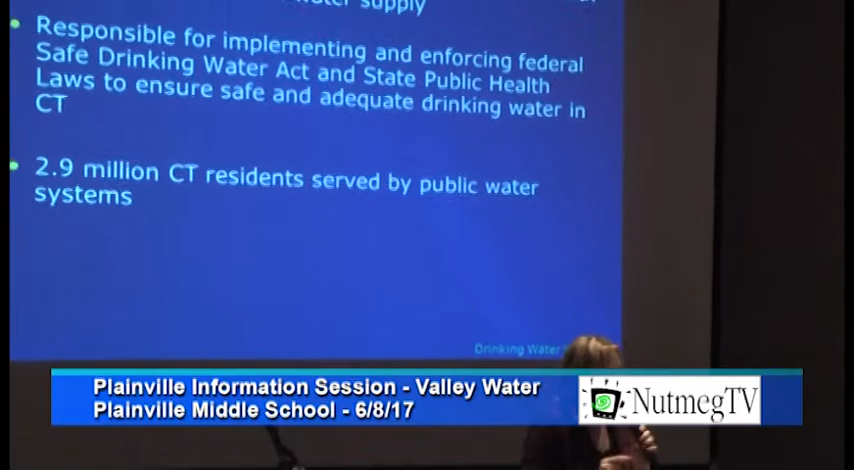 water supply
Responsible for implementing and enforcing federal
Safe Drinking Water Act and State Public Health
Laws to ensure safe and adequate drinking water in
CT
2.9 million CT residents served by public water
systems
Drinking Water
Plainville Information Session - Valley Water
Plainville Middle School - 6/8/17
NutmegTV